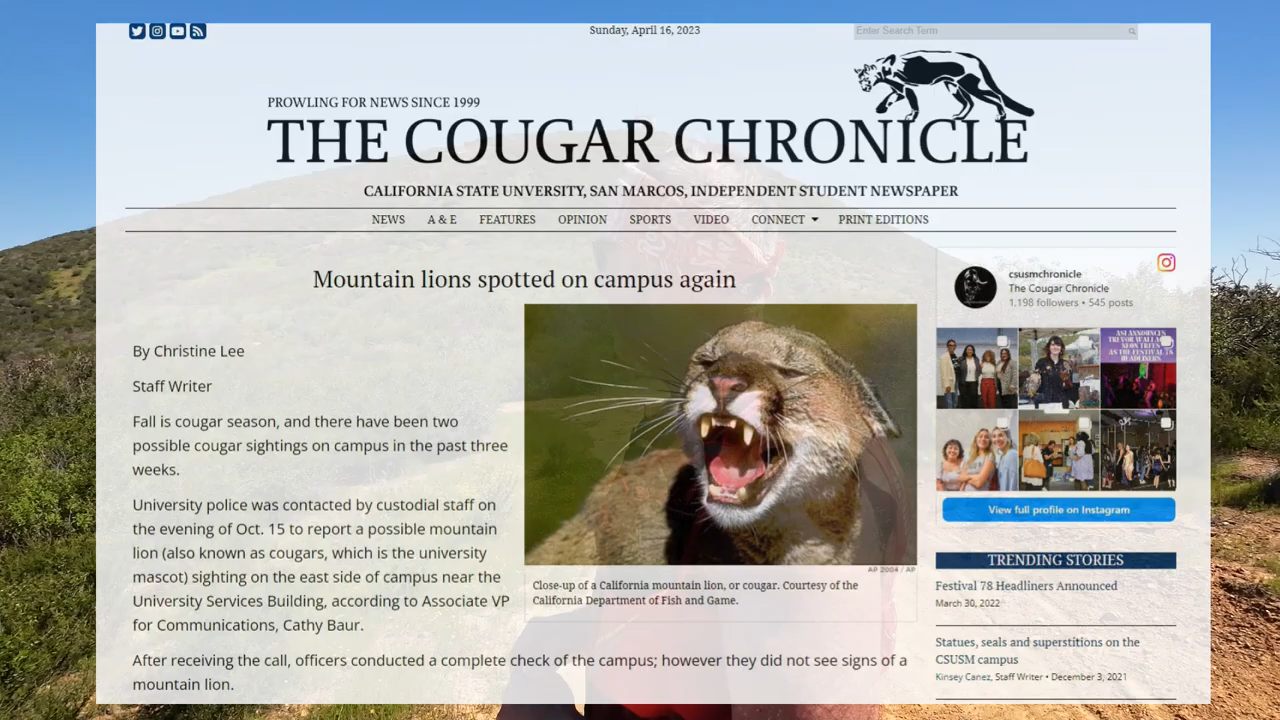 Sunday, April 16, 2023
Enter Search Term
PROWLING FOR NEWS SINCE 1999
THE COUGAR CHRONICLE
CALIFORNIA STATE UNVERSITY, SAN MARCOS, INDEPENDENT STUDENT NEWSPAPER
NEWS A & E FEATURES OPINION SPORTS VIDEO CONNECT PRINT EDITIONS
Mountain lions spotted on campus again
By Christine Lee
Staff Writer
Fall is cougar season, and there have been two
possible cougar sightings on campus in the past three
weeks.
University police was contacted by custodial staff on
the evening of Oct. 15 to report a possible mountain
lion (also known as cougars, which is the university
mascot) sighting on the east side of campus near the
University Services Building, according to Associate VP
for Communications, Cathy Baur.
After receiving the call, officers conducted a complete check of the campus; however they did not see signs of a
mountain lion.
AP 2004 / AP
Close-up of a California mountain lion, or cougar. Courtesy of the
California Department of Fish and Game.
csusmchronicle
The Cougar Chronicle
1,198 followers • 545 posts
ASI ANNOUNCES
TREVOR WALLACE
NEON TREES
AS THE FESTIVAL 78
HEADLINERS
View full profile on Instagram
TRENDING STORIES
Festival 78 Headliners Announced
March 30, 2022
Statues, seals and superstitions on the
CSUSM campus
Kinsey Canez, Staff Writer • December 3, 2021